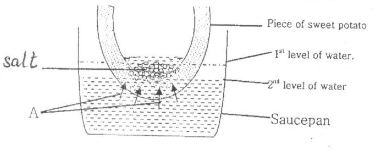 Piece of sweet potato
1st level of water.
salt
2nd level of water
A
Saucepan